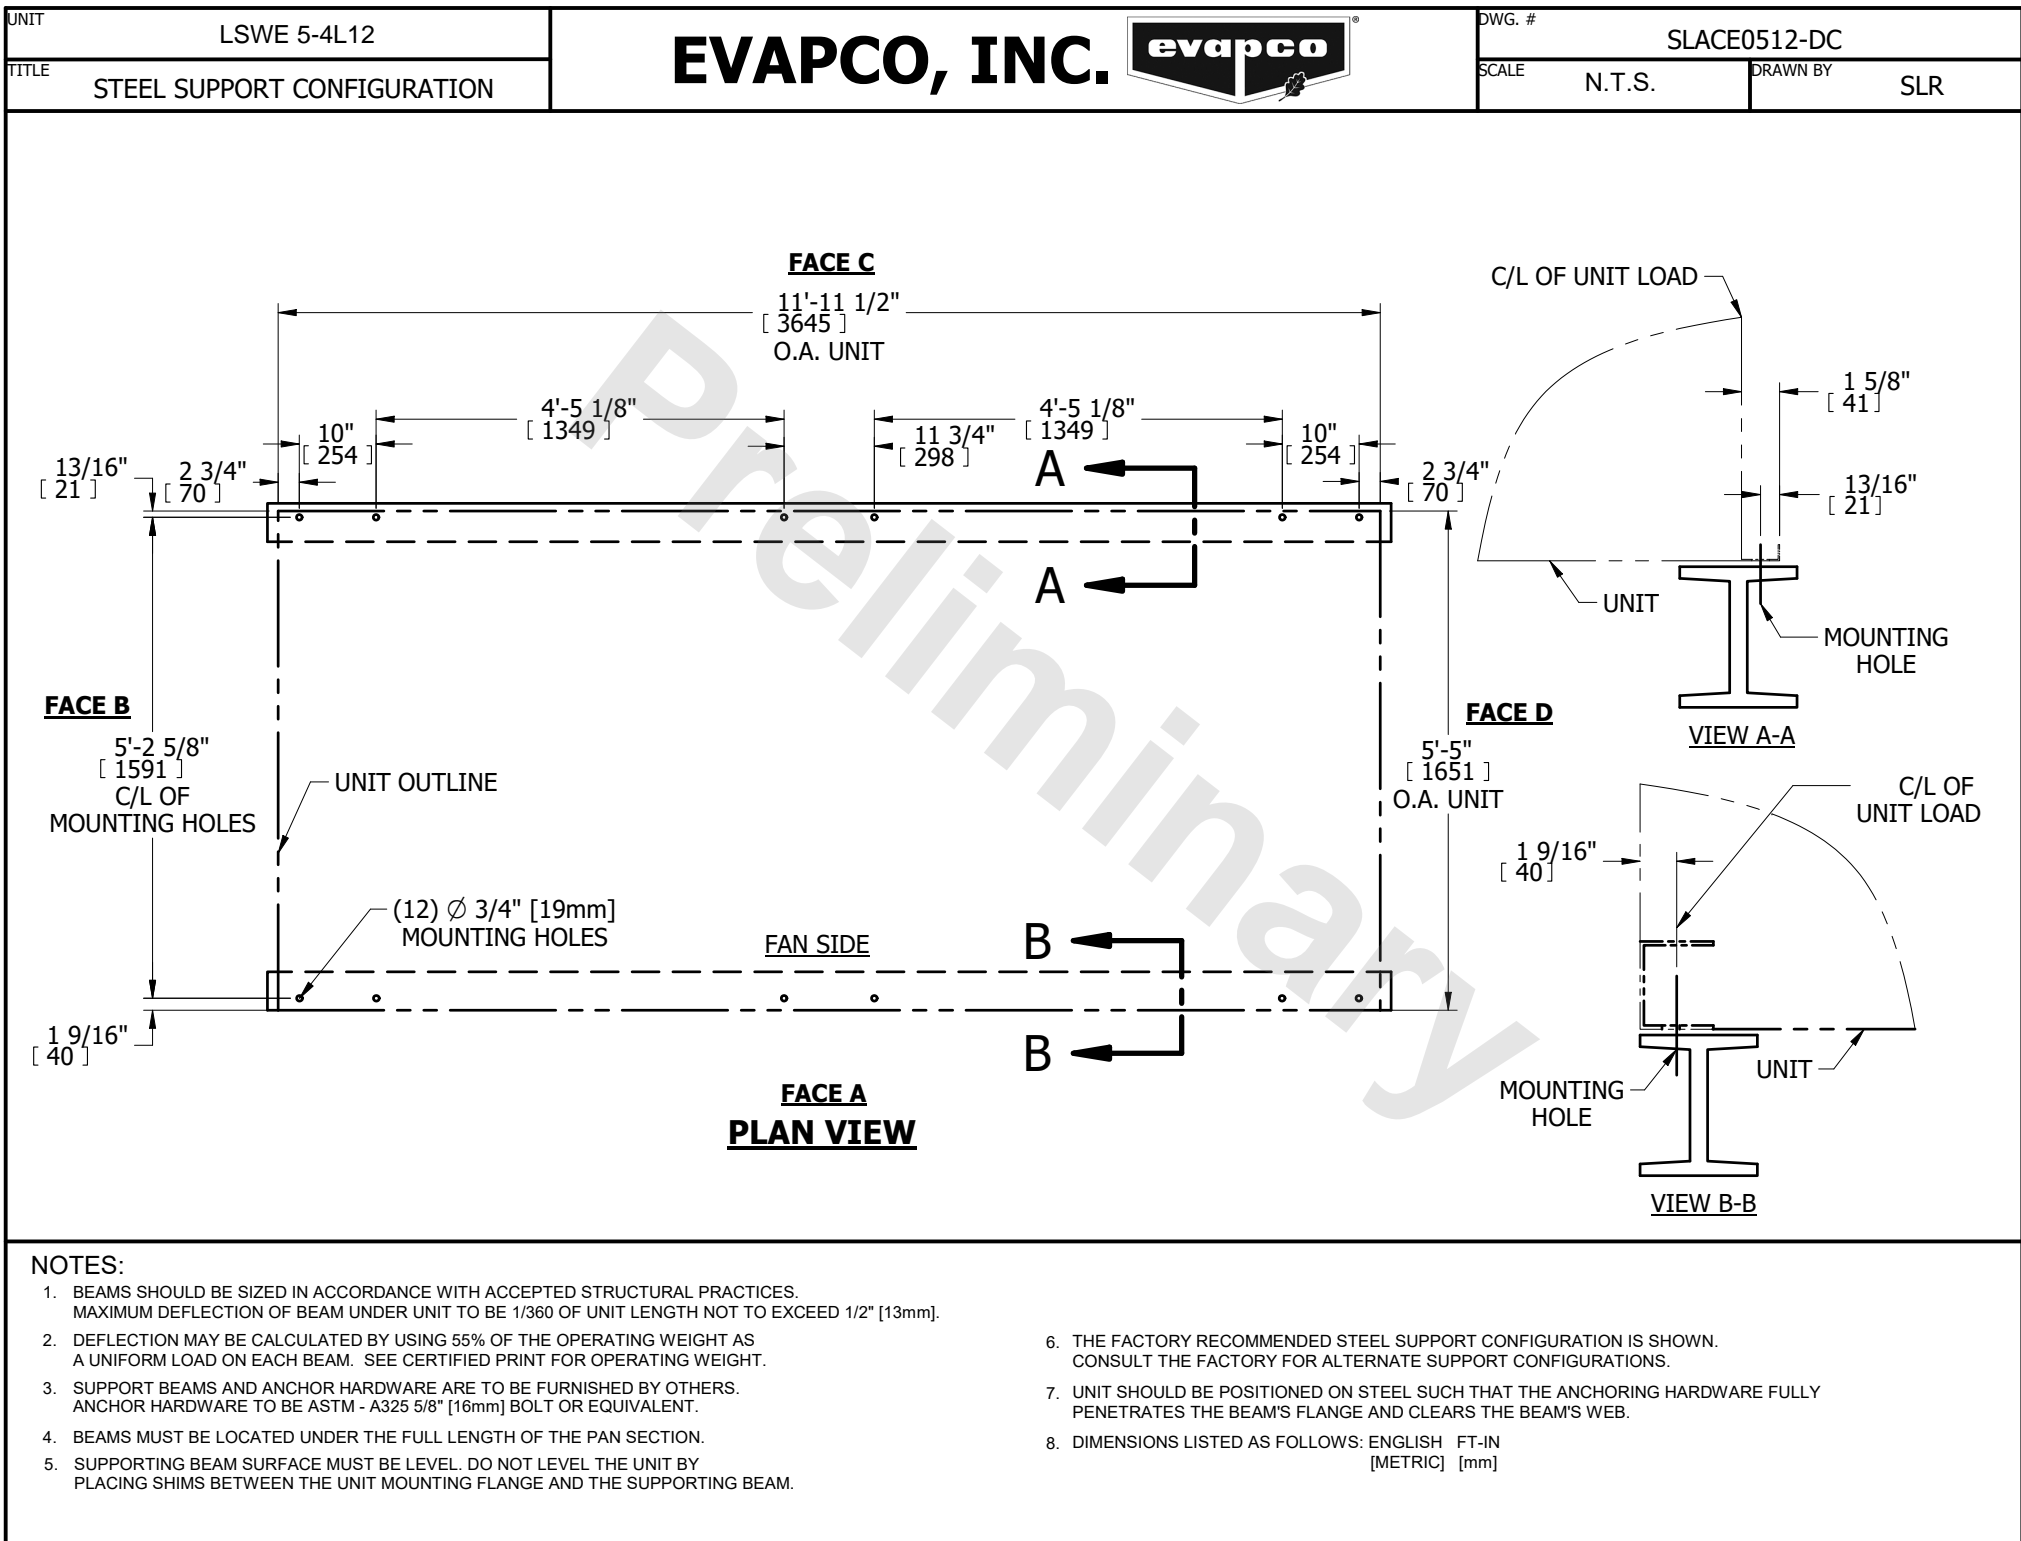 UNIT
LSWE 5-4L12
TITLE
STEEL SUPPORT CONFIGURATION
EVAPCO, INC.
evapco
®
DWG. #
SLACE0512-DC
SCALE
N.T.S.
DRAWN BY
SLR
FACE C
11'-11 1/2"
[ 3645 ]
O.A. UNIT
4'-5 1/8"
[ 1349 ]
4'-5 1/8"
[ 1349 ]
10"
[ 254 ]
11 3/4"
[ 298 ]
10"
[ 254 ]
13/16"
[ 21 ]
2 3/4"
[ 70 ]
2 3/4"
[ 70 ]
A
A
FACE B
5'-2 5/8"
[ 1591 ]
C/L OF
MOUNTING HOLES
UNIT OUTLINE
FACE D
5'-5"
[ 1651 ]
O.A. UNIT
(12) Ø 3/4" [19mm]
MOUNTING HOLES
FAN SIDE
B
B
1 9/16"
[ 40 ]
FACE A
PLAN VIEW
Preliminary
C/L OF UNIT LOAD
1 5/8"
[ 41 ]
13/16"
[ 21 ]
UNIT
MOUNTING
HOLE
VIEW A-A
C/L OF
UNIT LOAD
1 9/16"
[ 40 ]
UNIT
MOUNTING
HOLE
VIEW B-B
NOTES:
1. BEAMS SHOULD BE SIZED IN ACCORDANCE WITH ACCEPTED STRUCTURAL PRACTICES.
MAXIMUM DEFLECTION OF BEAM UNDER UNIT TO BE 1/360 OF UNIT LENGTH NOT TO EXCEED 1/2" [13mm].
2. DEFLECTION MAY BE CALCULATED BY USING 55% OF THE OPERATING WEIGHT AS
A UNIFORM LOAD ON EACH BEAM. SEE CERTIFIED PRINT FOR OPERATING WEIGHT.
3. SUPPORT BEAMS AND ANCHOR HARDWARE ARE TO BE FURNISHED BY OTHERS.
ANCHOR HARDWARE TO BE ASTM - A325 5/8" [16mm] BOLT OR EQUIVALENT.
4. BEAMS MUST BE LOCATED UNDER THE FULL LENGTH OF THE PAN SECTION.
5. SUPPORTING BEAM SURFACE MUST BE LEVEL. DO NOT LEVEL THE UNIT BY
PLACING SHIMS BETWEEN THE UNIT MOUNTING FLANGE AND THE SUPPORTING BEAM.
6. THE FACTORY RECOMMENDED STEEL SUPPORT CONFIGURATION IS SHOWN.
CONSULT THE FACTORY FOR ALTERNATE SUPPORT CONFIGURATIONS.
7. UNIT SHOULD BE POSITIONED ON STEEL SUCH THAT THE ANCHORING HARDWARE FULLY
PENETRATES THE BEAM'S FLANGE AND CLEARS THE BEAM'S WEB.
8. DIMENSIONS LISTED AS FOLLOWS: ENGLISH FT-IN
[METRIC] [mm]